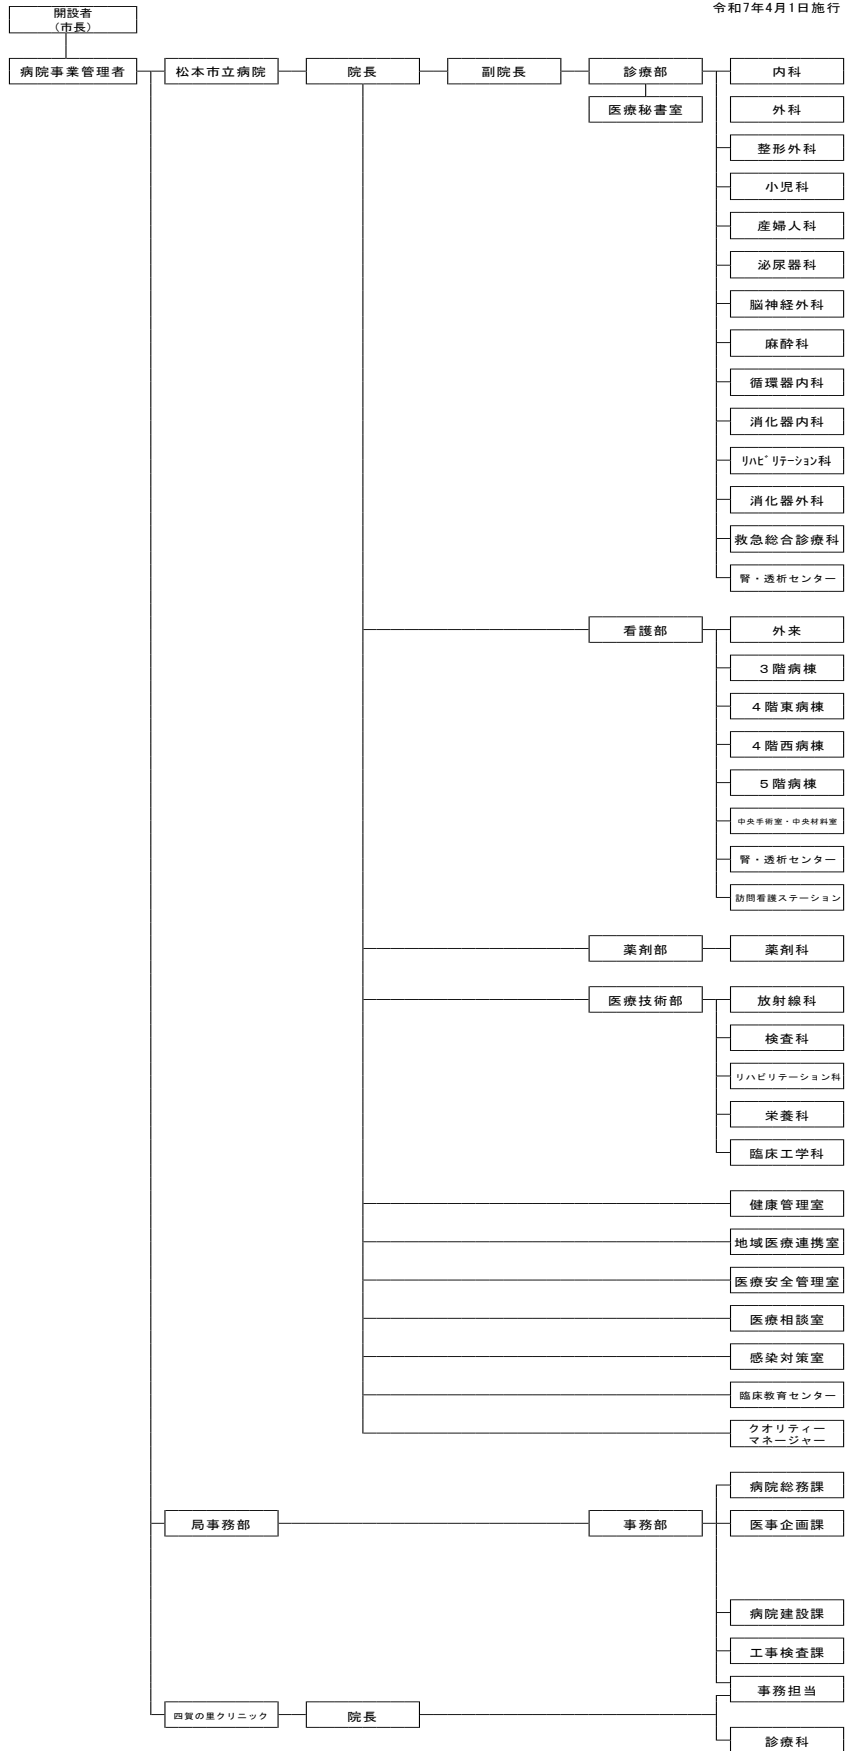 令和7年4月1日施行
開設者
（市長）
病院事業管理者
松本市立病院
院長
副院長
診療部
内科
医療秘書室
外科
整形外科
小児科
産婦人科
泌尿器科
脳神経外科
麻酔科
循環器内科
消化器内科
ﾘﾊﾋﾞﾘﾃｰｼｮﾝ科
消化器外科
救急総合診療科
腎・透析センター
看護部
外来
３階病棟
４階東病棟
４階西病棟
５階病棟
中央手術室・中央材料室
腎・透析センター
訪問看護ステーション
薬剤部
薬剤科
医療技術部
放射線科
検査科
リハビリテーション科
栄養科
臨床工学科
健康管理室
地域医療連携室
医療安全管理室
医療相談室
感染対策室
臨床教育センター
クオリティー
マネージャー
病院総務課
局事務部
事務部
医事企画課
病院建設課
工事検査課
事務担当
四賀の里クリニック
院長
診療科